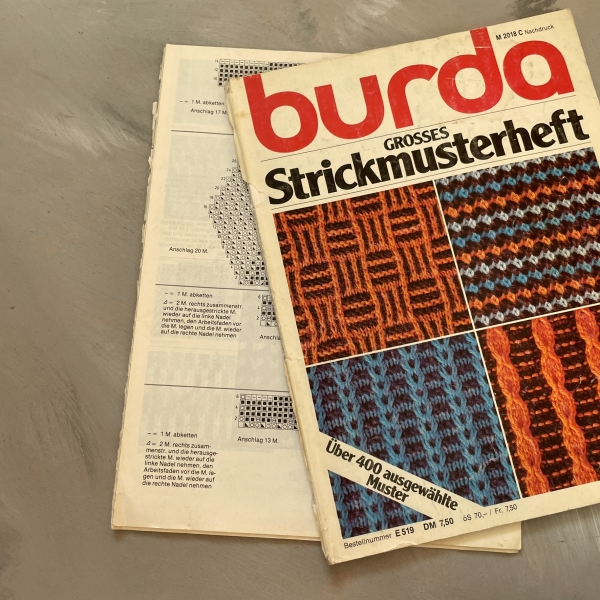 M 2018 C Nachdruck
burda
GROSSES
Strickmusterheft
Über 400 ausgewählte
Muster
Bestellnummer E 519 DM 7,50 öS 70,– / Fr. 7,50
– = 1 M. abketten
Anschlag 17 M.
Anschlag 20 M.
– = 1 M. abketten
⊿ = 2 M. rechts zusammenstr.
und die herausgestrickte M.
wieder auf die linke Nadel
nehmen, den Arbeitsfaden vor
die M. legen und die M. wieder
auf die rechte Nadel nehmen
Anschla
– = 1 M. abketten
Anschlag 13 M.
⊿ = 2 M. rechts zusam-
menstr. und die herausge-
strickte M. wieder auf die
linke Nadel nehmen, den
Arbeitsfaden vor die M. le-
gen und die M. wieder auf
die rechte Nadel nehmen